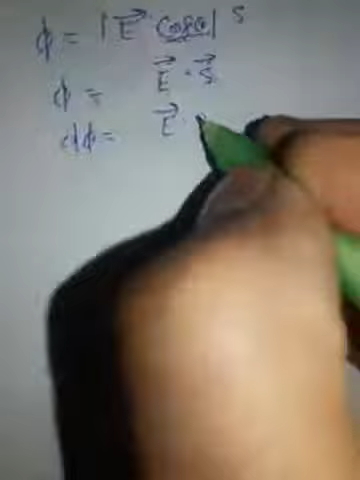 ϕ = |E⃗ cosθ| s
ϕ = E⃗ · s⃗
dϕ = E⃗ ·